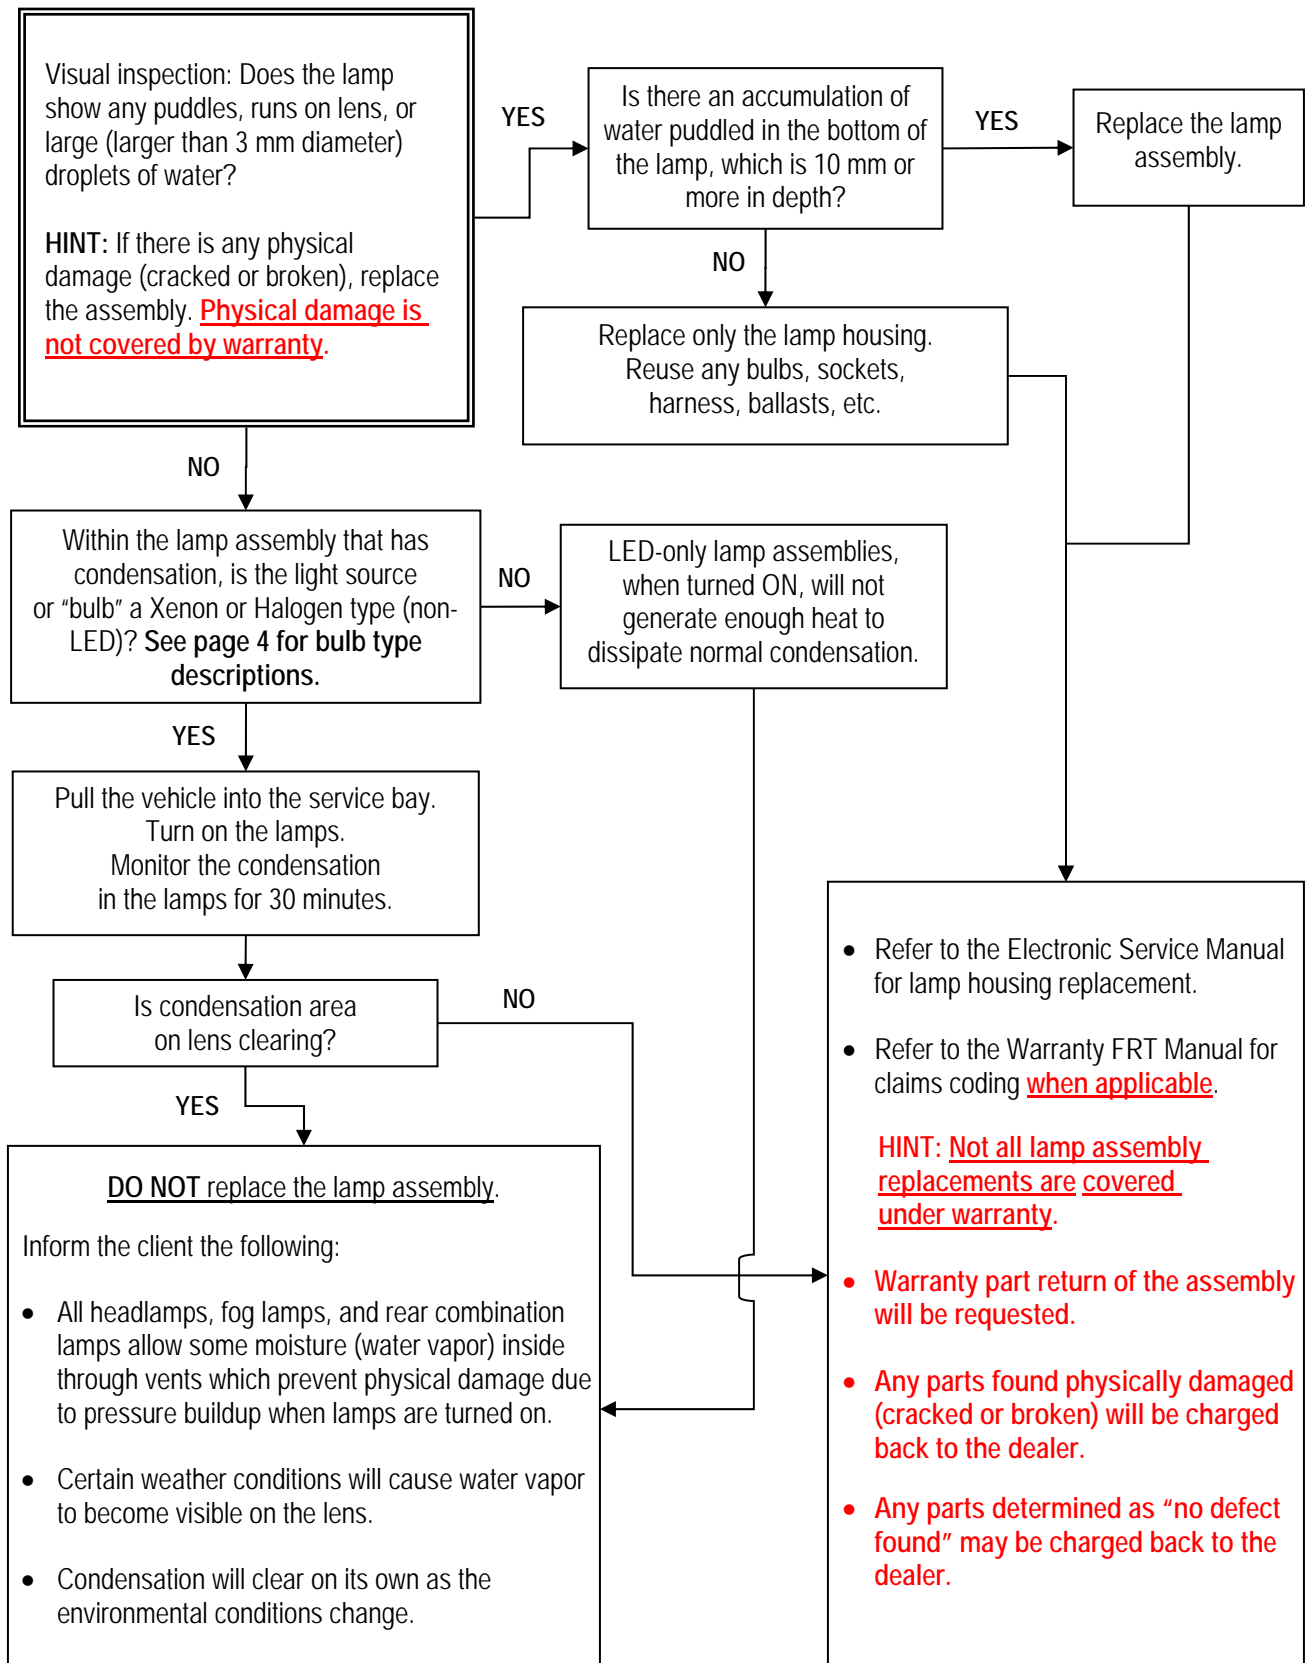 Visual inspection: Does the lamp
show any puddles, runs on lens, or
large (larger than 3 mm diameter)
droplets of water?
HINT: If there is any physical
damage (cracked or broken), replace
the assembly. Physical damage is
not covered by warranty.
YES
Is there an accumulation of
water puddled in the bottom of
the lamp, which is 10 mm or
more in depth?
YES
Replace the lamp
assembly.
NO
Replace only the lamp housing.
Reuse any bulbs, sockets,
harness, ballasts, etc.
NO
Within the lamp assembly that has
condensation, is the light source
or “bulb” a Xenon or Halogen type (non-
LED)? See page 4 for bulb type
descriptions.
NO
LED-only lamp assemblies,
when turned ON, will not
generate enough heat to
dissipate normal condensation.
YES
Pull the vehicle into the service bay.
Turn on the lamps.
Monitor the condensation
in the lamps for 30 minutes.
Is condensation area
on lens clearing?
NO
YES
DO NOT replace the lamp assembly.
Inform the client the following:
• All headlamps, fog lamps, and rear combination
lamps allow some moisture (water vapor) inside
through vents which prevent physical damage due
to pressure buildup when lamps are turned on.
• Certain weather conditions will cause water vapor
to become visible on the lens.
• Condensation will clear on its own as the
environmental conditions change.
• Refer to the Electronic Service Manual
for lamp housing replacement.
• Refer to the Warranty FRT Manual for
claims coding when applicable.
HINT: Not all lamp assembly
replacements are covered
under warranty.
• Warranty part return of the assembly
will be requested.
• Any parts found physically damaged
(cracked or broken) will be charged
back to the dealer.
• Any parts determined as “no defect
found” may be charged back to the
dealer.